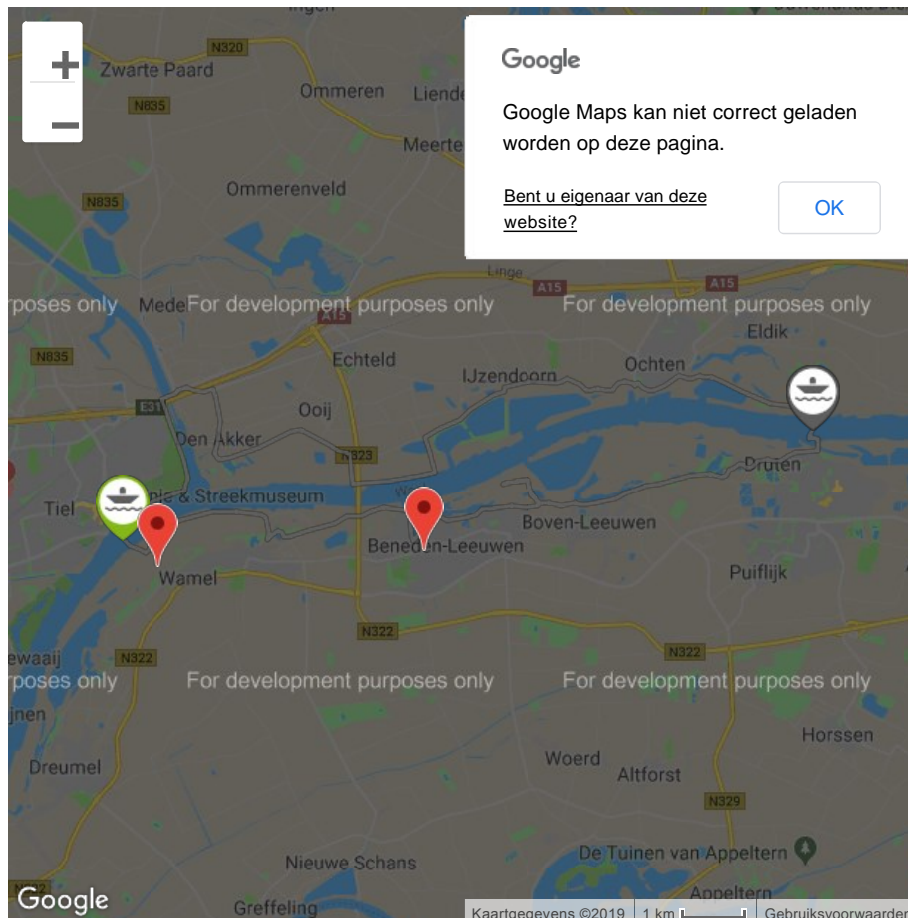 Ingen
N320
Zwarte Paard
Ommeren
N835
Meerte
Google
Google Maps kan niet correct geladen
worden op deze pagina.
Bent u eigenaar van deze
website?
OK
Ommerenveld
N835
Linge
A15
A15
rposes only
Mede
For development purposes only
For development purposes only
A15
Eldik
N835
Echteld
Ochten
IJzendoorn
Ooij
E31
Den Akker
N323
Druten
& Streekmuseum
Tiel
Boven-Leeuwen
Beneden-Leeuwen
Wamel
Puiflijk
N322
N322
ewaaij
N322
rposes only
For development purposes only
For development purposes only
jnen
Horssen
Woerd
Dreumel
Altforst
N329
De Tuinen van Appeltern
Nieuwe Schans
Appeltern
Google
Greffeling
Kaartgegevens ©2019
1 km
Gebruiksvoorwaarden